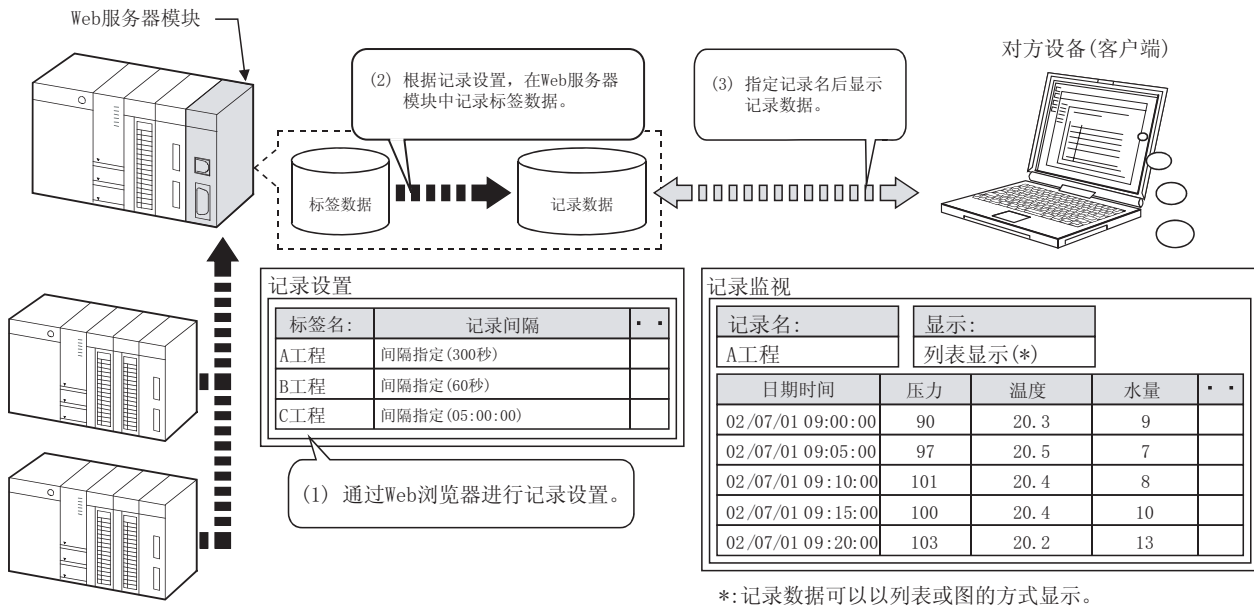 Web服务器模块
(2) 根据记录设置，在Web服务器
模块中记录标签数据。
(3) 指定记录名后显示
记录数据。
对方设备(客户端)
标签数据
记录数据
记录设置
标签名: 记录间隔 ··
A工程 间隔指定(300秒)
B工程 间隔指定(60秒)
C工程 间隔指定(05:00:00)
(1) 通过Web浏览器进行记录设置。
记录监视
记录名: 显示:
A工程 列表显示(*)
日期时间 压力 温度 水量 ··
02/07/01 09:00:00 90 20.3 9
02/07/01 09:05:00 97 20.5 7
02/07/01 09:10:00 101 20.4 8
02/07/01 09:15:00 100 20.4 10
02/07/01 09:20:00 103 20.2 13
*:记录数据可以以列表或图的方式显示。